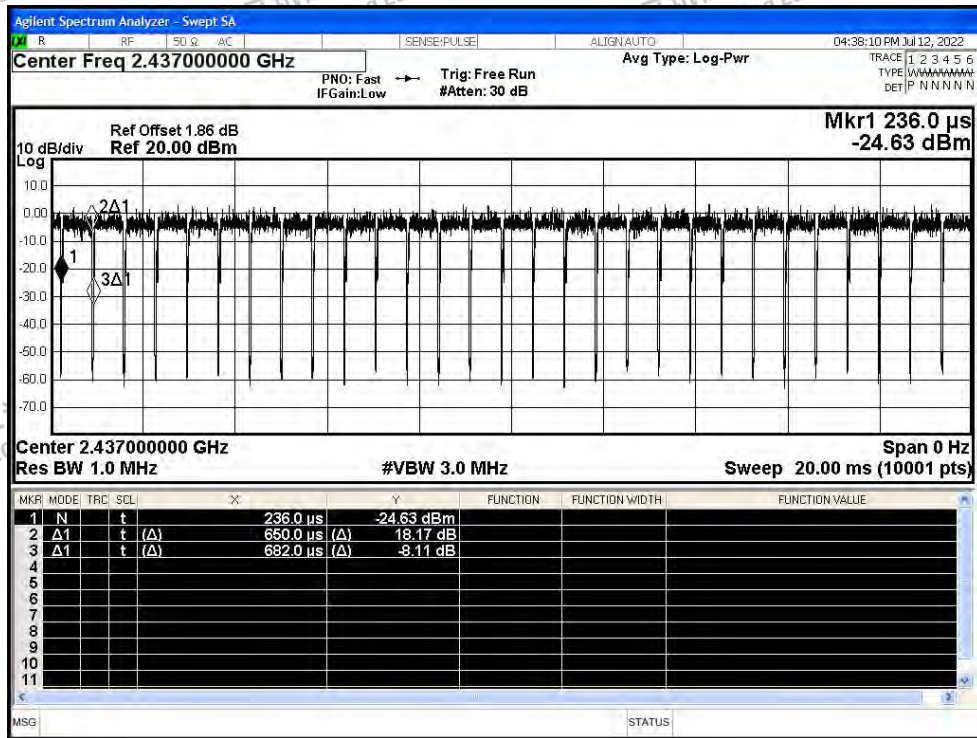 Agilent Spectrum Analyzer - Swept SA
R RF 50 Ω AC SENSE:PULSE ALIGN AUTO 04:38:10 PM Jul 12, 2022
Center Freq 2.437000000 GHz
PNO: Fast
IFGain:Low
Trig: Free Run
#Atten: 30 dB
Avg Type: Log-Pwr
TRACE 1 2 3 4 5 6
TYPE
DET P N N N N N
Mkr1 236.0 µs
-24.63 dBm
Ref Offset 1.86 dB
10 dB/div Ref 20.00 dBm
Log
10.0
0.00
-10.0
-20.0
-30.0
-40.0
-50.0
-60.0
-70.0
2Δ1
1
3Δ1
Center 2.437000000 GHz Span 0 Hz
Res BW 1.0 MHz #VBW 3.0 MHz Sweep 20.00 ms (10001 pts)
MKR MODE TRC SCL X Y FUNCTION FUNCTION WIDTH FUNCTION VALUE
1 N t 236.0 µs -24.63 dBm
2 Δ1 t (Δ) 650.0 µs (Δ) 18.17 dB
3 Δ1 t (Δ) 682.0 µs (Δ) -8.11 dB
4
5
6
7
8
9
10
11
MSG STATUS